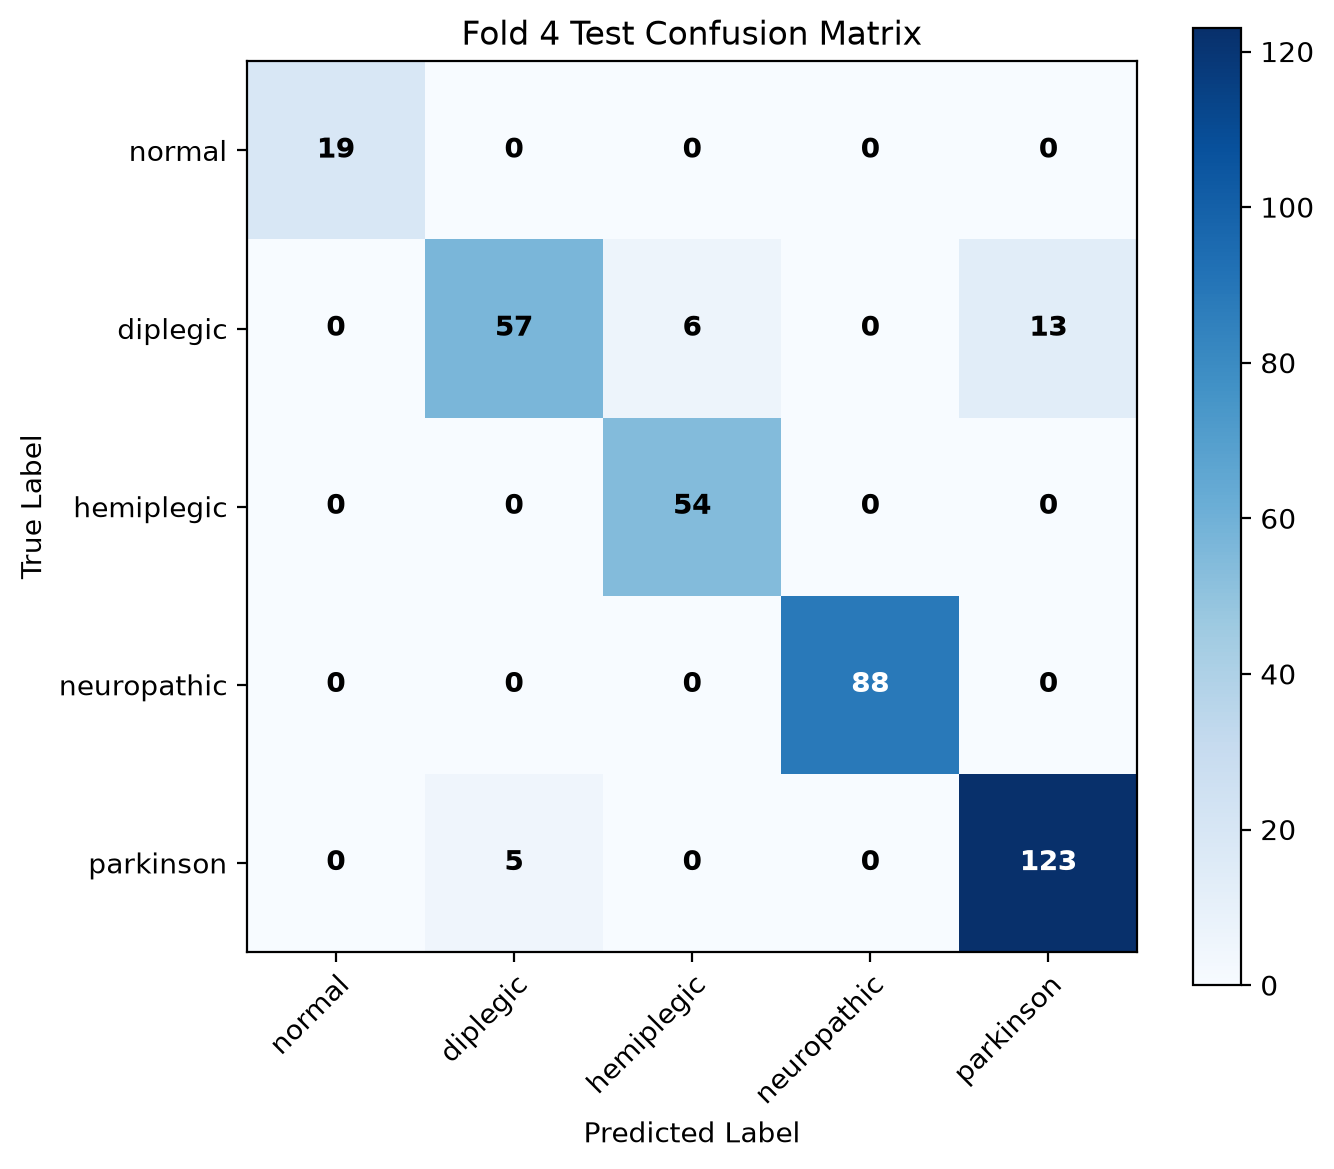 Fold 4 Test Confusion Matrix
True Label
normal 19 0 0 0 0
diplegic 0 57 6 0 13
hemiplegic 0 0 54 0 0
neuropathic 0 0 0 88 0
parkinson 0 5 0 0 123
normal diplegic hemiplegic neuropathic parkinson
Predicted Label
120
100
80
60
40
20
0